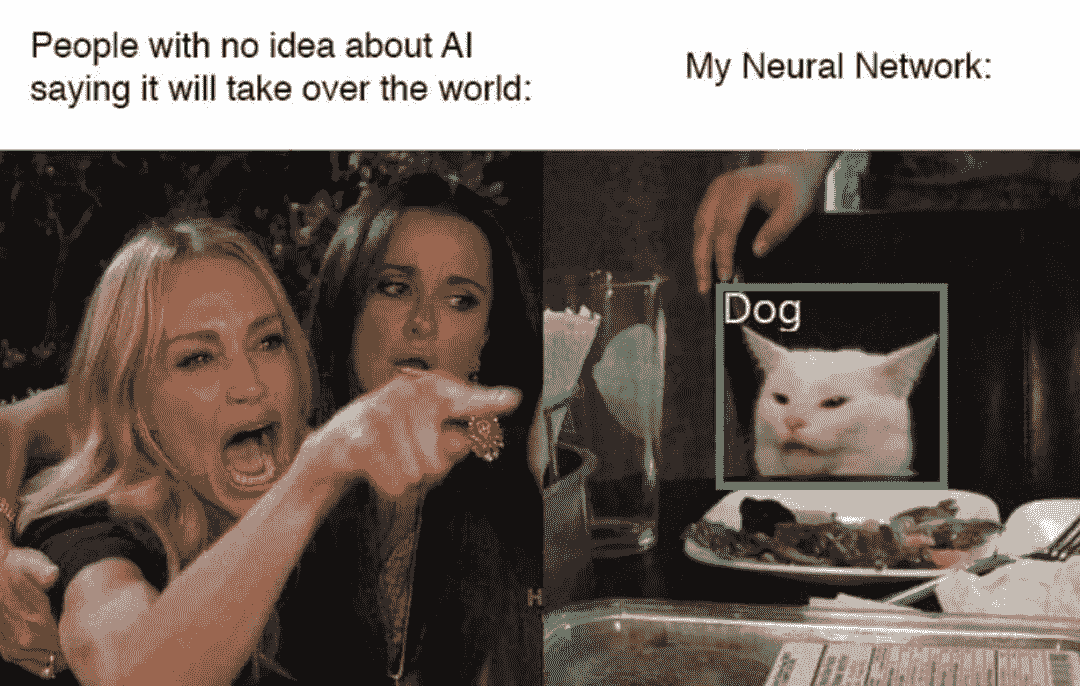 People with no idea about AI
saying it will take over the world:
My Neural Network:
Dog
H